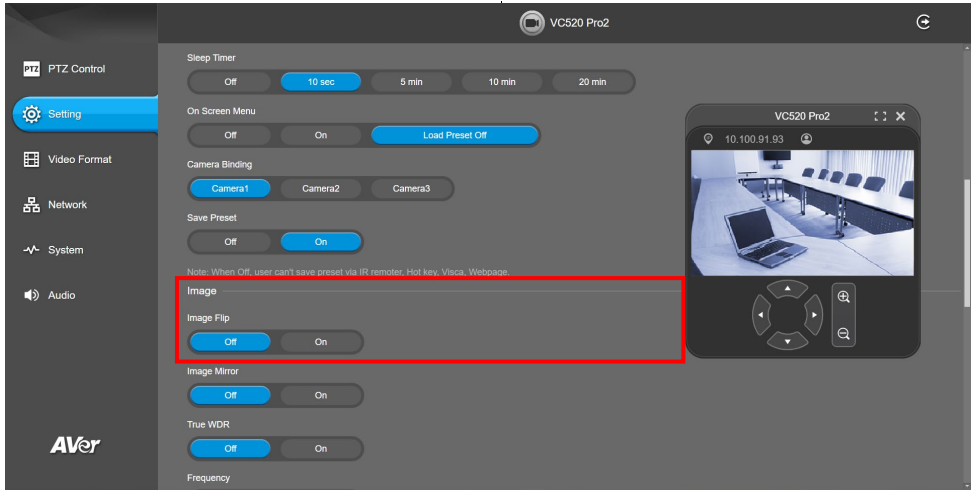 VC520 Pro2
PTZ PTZ Control
Setting
Video Format
Network
System
Audio
AVer
Sleep Timer
Off 10 sec 5 min 10 min 20 min
On Screen Menu
Off On Load Preset Off
Camera Binding
Camera1 Camera2 Camera3
Save Preset
Off On
Note: When Off, user can't save preset via IR remoter, Hot key, Visca, Webpage.
Image
Image Flip
Off On
Image Mirror
Off On
True WDR
Off On
Frequency
VC520 Pro2
10.100.91.93